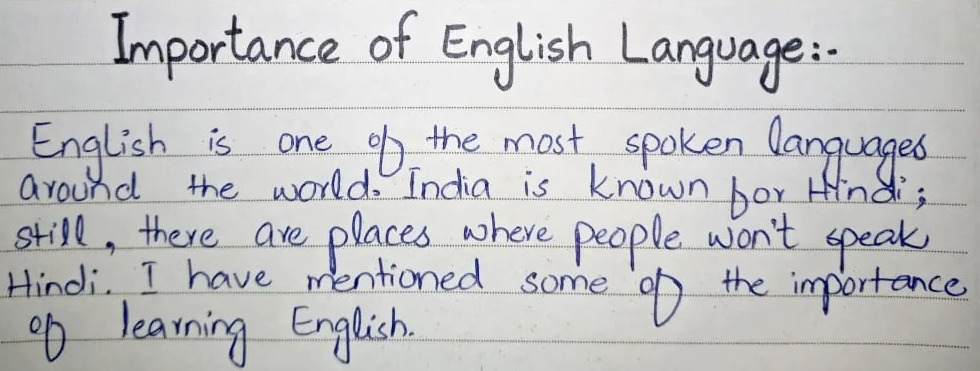 Importance of English Language:-
English is one of the most spoken languages
around the world. India is known for Hindi;
still, there are places where people won't speak
Hindi. I have mentioned some of the importance
of learning English.